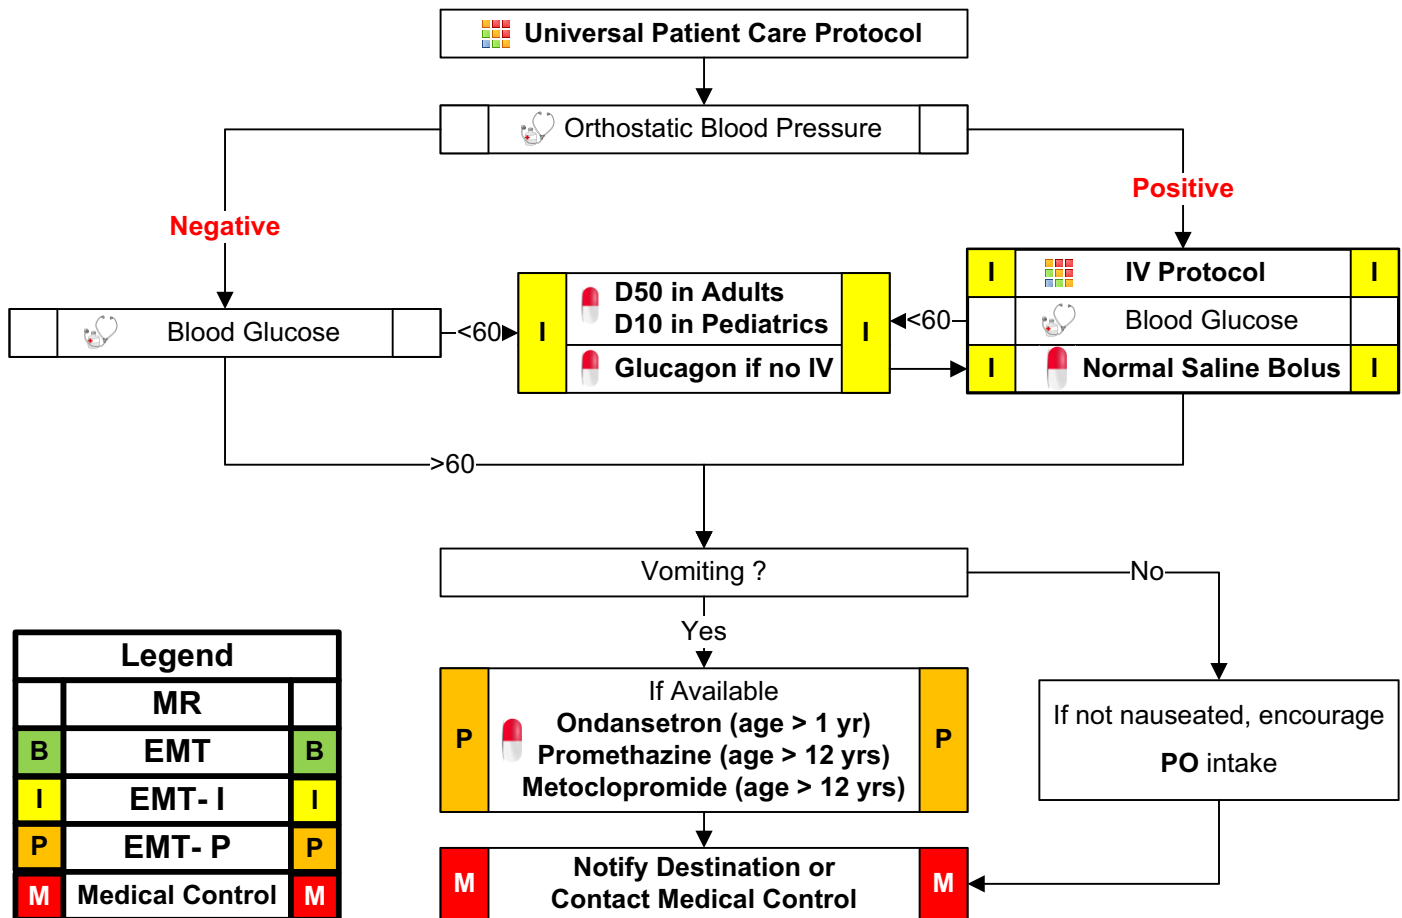 Universal Patient Care Protocol
Orthostatic Blood Pressure
Negative
Positive
I IV Protocol I
Blood Glucose
I Normal Saline Bolus I
<60
I I
D50 in Adults
D10 in Pediatrics
Glucagon if no IV
<60
Blood Glucose
>60
Vomiting ?
No
Yes
If Available
P P
Ondansetron (age > 1 yr)
Promethazine (age > 12 yrs)
Metoclopromide (age > 12 yrs)
If not nauseated, encourage
PO intake
M M
Notify Destination or
Contact Medical Control
Legend
MR
B EMT B
I EMT- I I
P EMT- P P
M Medical Control M